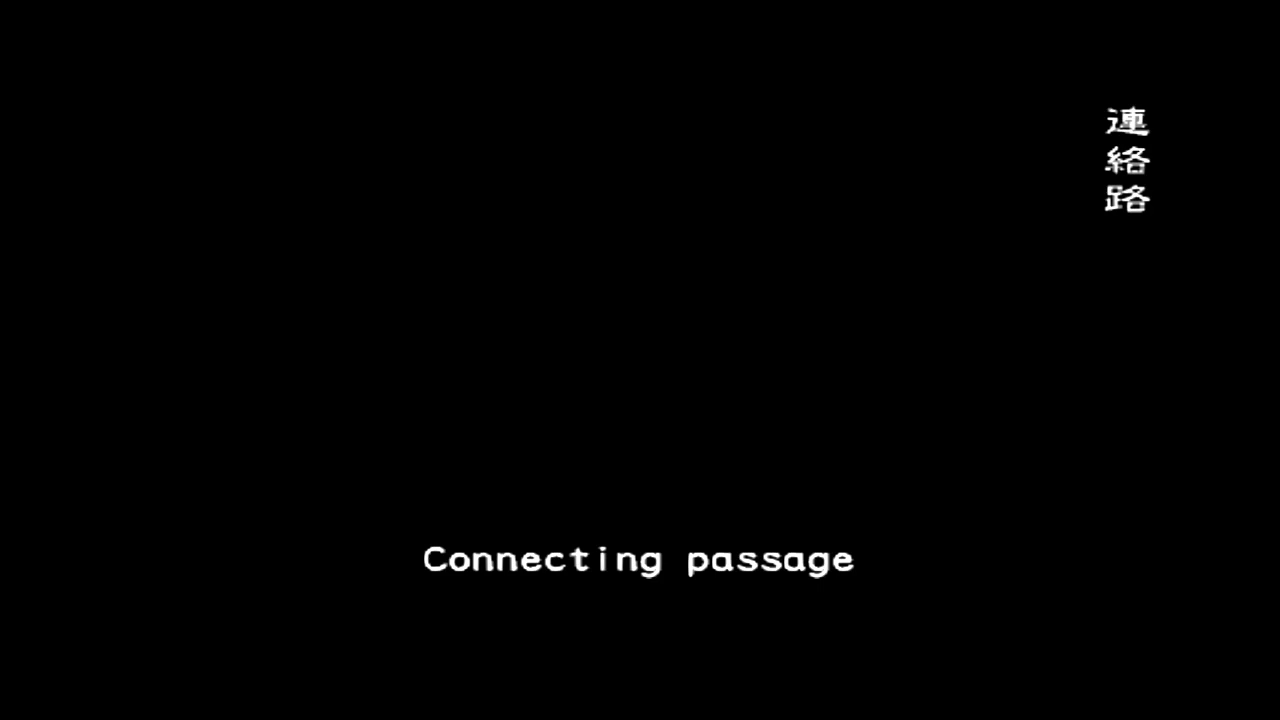 連絡路
Connecting passage